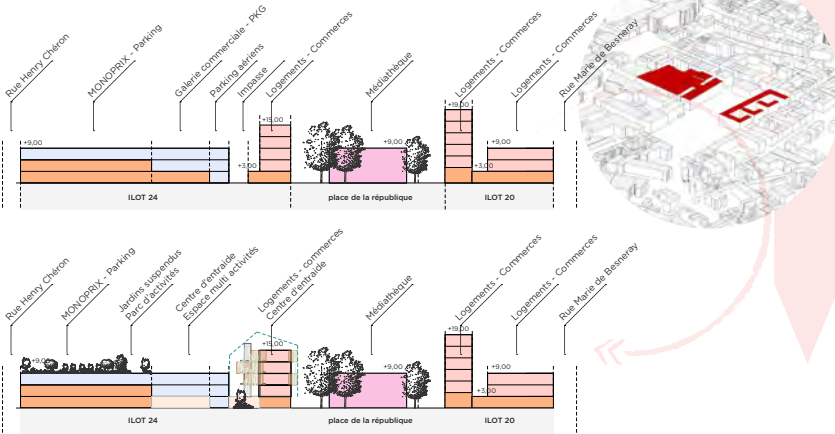 Rue Henry Chéron
MONOPRIX - Parking
Galerie commerciale - PKG
Parking aériens
Impasse
Logements - Commerces
Médiathèque
Logements - Commerces
Logements - Commerces
Rue Marie de Besneray
+9,00
+3,00
+15,00
+9,00
+19,00
+3,00
+9,00
ILOT 24
place de la république
ILOT 20
Rue Henry Chéron
MONOPRIX - Parking
Jardins suspendus
Parc d'activités
Centre d'entraide
Espace multi activités
Logements - commerces
Centre d'entraide
Médiathèque
Logements - Commerces
Logements - Commerces
Rue Marie de Besneray
+9,00
+15,00
+9,00
+19,00
+3,00
+9,00
ILOT 24
place de la république
ILOT 20